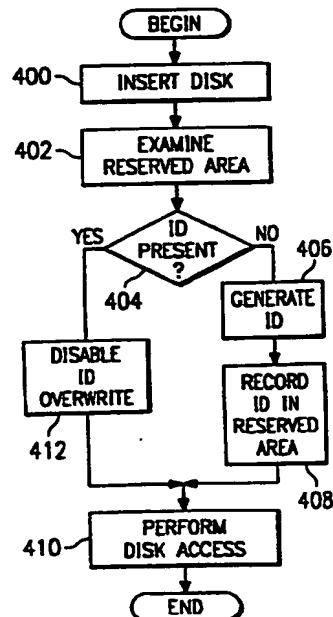 BEGIN
400
INSERT DISK
402
EXAMINE
RESERVED AREA
YES
ID
PRESENT
?
NO
404
406
GENERATE
ID
DISABLE
ID
OVERWRITE
412
RECORD
ID IN
RESERVED
AREA
408
410
PERFORM
DISK ACCESS
END